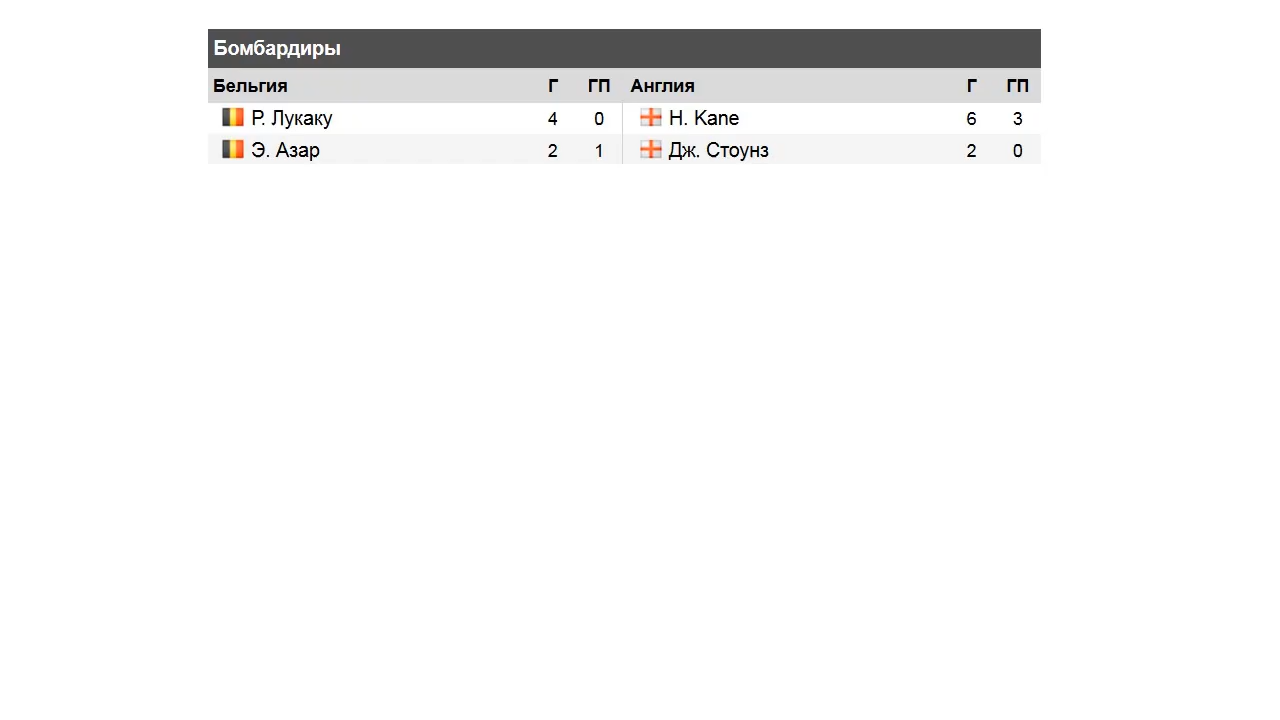 Бомбардиры
Бельгия Г ГП Англия Г ГП
Р. Лукаку 4 0 H. Kane 6 3
Э. Азар 2 1 Дж. Стоунз 2 0